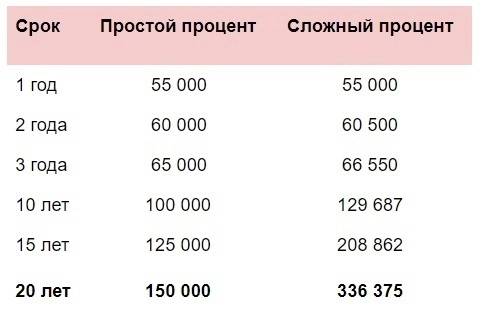 Срок Простой процент Сложный процент
1 год 55 000 55 000
2 года 60 000 60 500
3 года 65 000 66 550
10 лет 100 000 129 687
15 лет 125 000 208 862
20 лет 150 000 336 375